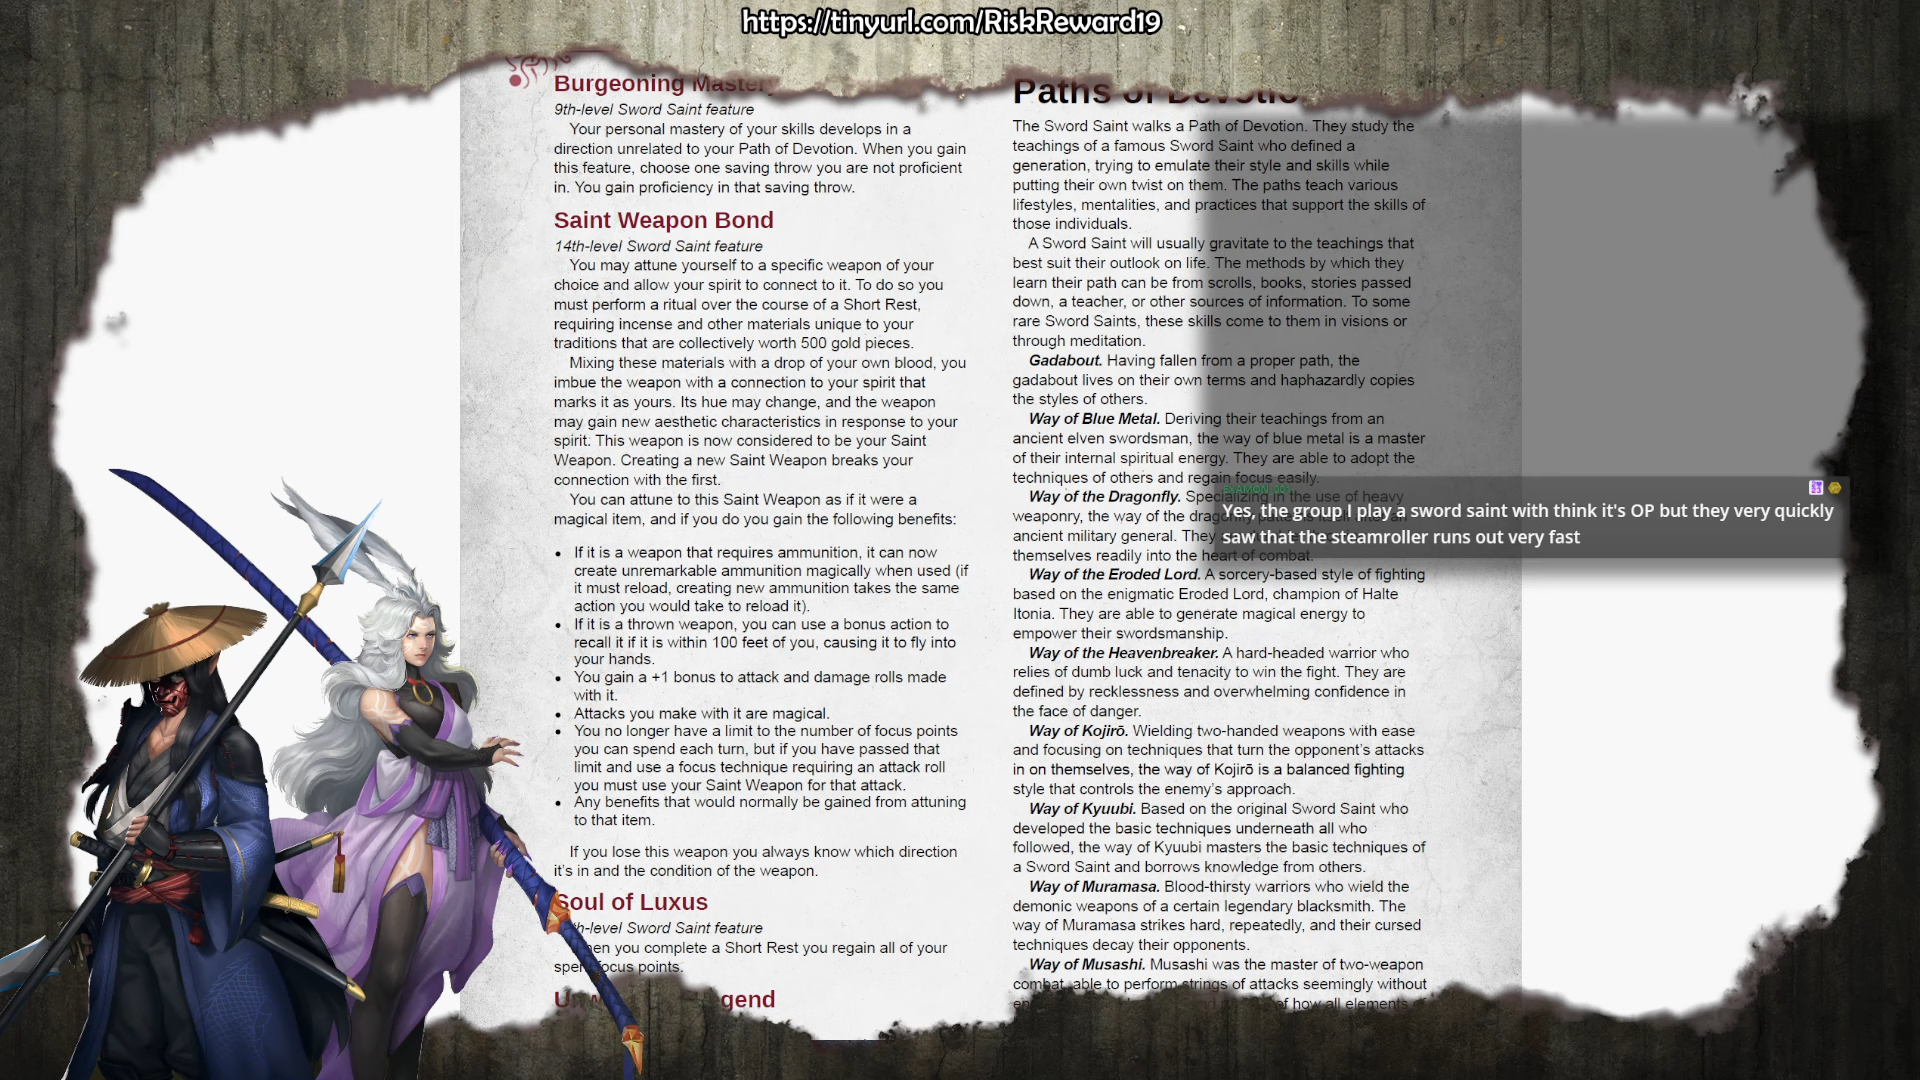 https://tinyurl.com/RiskReward19
Burgeoning Mastery
9th-level Sword Saint feature
Your personal mastery of your skills develops in a
direction unrelated to your Path of Devotion. When you gain
this feature, choose one saving throw you are not proficient
in. You gain proficiency in that saving throw.
Saint Weapon Bond
14th-level Sword Saint feature
You may attune yourself to a specific weapon of your
choice and allow your spirit to connect to it. To do so you
must perform a ritual over the course of a Short Rest,
requiring incense and other materials unique to your
traditions that are collectively worth 500 gold pieces.
Mixing these materials with a drop of your own blood, you
imbue the weapon with a connection to your spirit that
marks it as yours. Its hue may change, and the weapon
may gain new aesthetic characteristics in response to your
spirit. This weapon is now considered to be your Saint
Weapon. Creating a new Saint Weapon breaks your
connection with the first.
You can attune to this Saint Weapon as if it were a
magical item, and if you do you gain the following benefits:
• If it is a weapon that requires ammunition, it can now
create unremarkable ammunition magically when used (if
it must reload, creating new ammunition takes the same
action you would take to reload it).
• If it is a thrown weapon, you can use a bonus action to
recall it if it is within 100 feet of you, causing it to fly into
your hands.
• You gain a +1 bonus to attack and damage rolls made
with it.
• Attacks you make with it are magical.
• You no longer have a limit to the number of focus points
you can spend each turn, but if you have passed that
limit and use a focus technique requiring an attack roll
you must use your Saint Weapon for that attack.
• Any benefits that would normally be gained from attuning
to that item.
If you lose this weapon you always know which direction
it's in and the condition of the weapon.
Soul of Luxus
th-level Sword Saint feature
When you complete a Short Rest you regain all of your
spent focus points.
Paths of Devotion
The Sword Saint walks a Path of Devotion. They study the
teachings of a famous Sword Saint who defined a
generation, trying to emulate their style and skills while
putting their own twist on them. The paths teach various
lifestyles, mentalities, and practices that support the skills of
those individuals.
A Sword Saint will usually gravitate to the teachings that
best suit their outlook on life. The methods by which they
learn their path can be from scrolls, books, stories passed
down, a teacher, or other sources of information. To some
rare Sword Saints, these skills come to them in visions or
through meditation.
Gadabout. Having fallen from a proper path, the
gadabout lives on their own terms and haphazardly copies
the styles of others.
Way of Blue Metal. Deriving their teachings from an
ancient elven swordsman, the way of blue metal is a master
of their internal spiritual energy. They are able to adopt the
techniques of others and regain focus easily.
Way of the Dragonfly. Specializing in the use of heavy
weaponry, the way of the dragonfly patterns itself after an
ancient military general. They
themselves readily into the heart of combat.
Way of the Eroded Lord. A sorcery-based style of fighting
based on the enigmatic Eroded Lord, champion of Halte
Itonia. They are able to generate magical energy to
empower their swordsmanship.
Way of the Heavenbreaker. A hard-headed warrior who
relies of dumb luck and tenacity to win the fight. They are
defined by recklessness and overwhelming confidence in
the face of danger.
Way of Kojirō. Wielding two-handed weapons with ease
and focusing on techniques that turn the opponent's attacks
in on themselves, the way of Kojirō is a balanced fighting
style that controls the enemy's approach.
Way of Kyuubi. Based on the original Sword Saint who
developed the basic techniques underneath all who
followed, the way of Kyuubi masters the basic techniques of
a Sword Saint and borrows knowledge from others.
Way of Muramasa. Blood-thirsty warriors who wield the
demonic weapons of a certain legendary blacksmith. The
way of Muramasa strikes hard, repeatedly, and their cursed
techniques decay their opponents.
Way of Musashi. Musashi was the master of two-weapon
combat, able to perform strings of attacks seemingly without
of how all elements of
Yes, the group I play a sword saint with think it's OP but they very quickly
saw that the steamroller runs out very fast